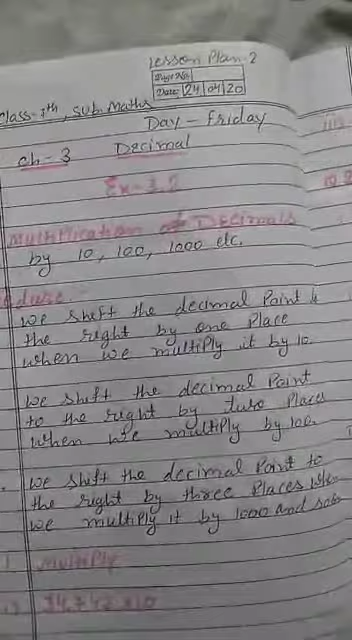 Lesson Plan-2
Page No.
Date: 24 04 20
Class-7th, Sub. Maths
Day - Friday
Ch-3 Decimal
Ex-3.2
Multiplication of Decimals
by 10, 100, 1000 etc.
we shift the decimal Point to
the right by one Place
when we multiply it by 10.
we shift the decimal Point
to the right by two Places
when we multiply by 100.
we shift the decimal Point to
the right by three Places when
we multiply it by 1000 and
Multiply